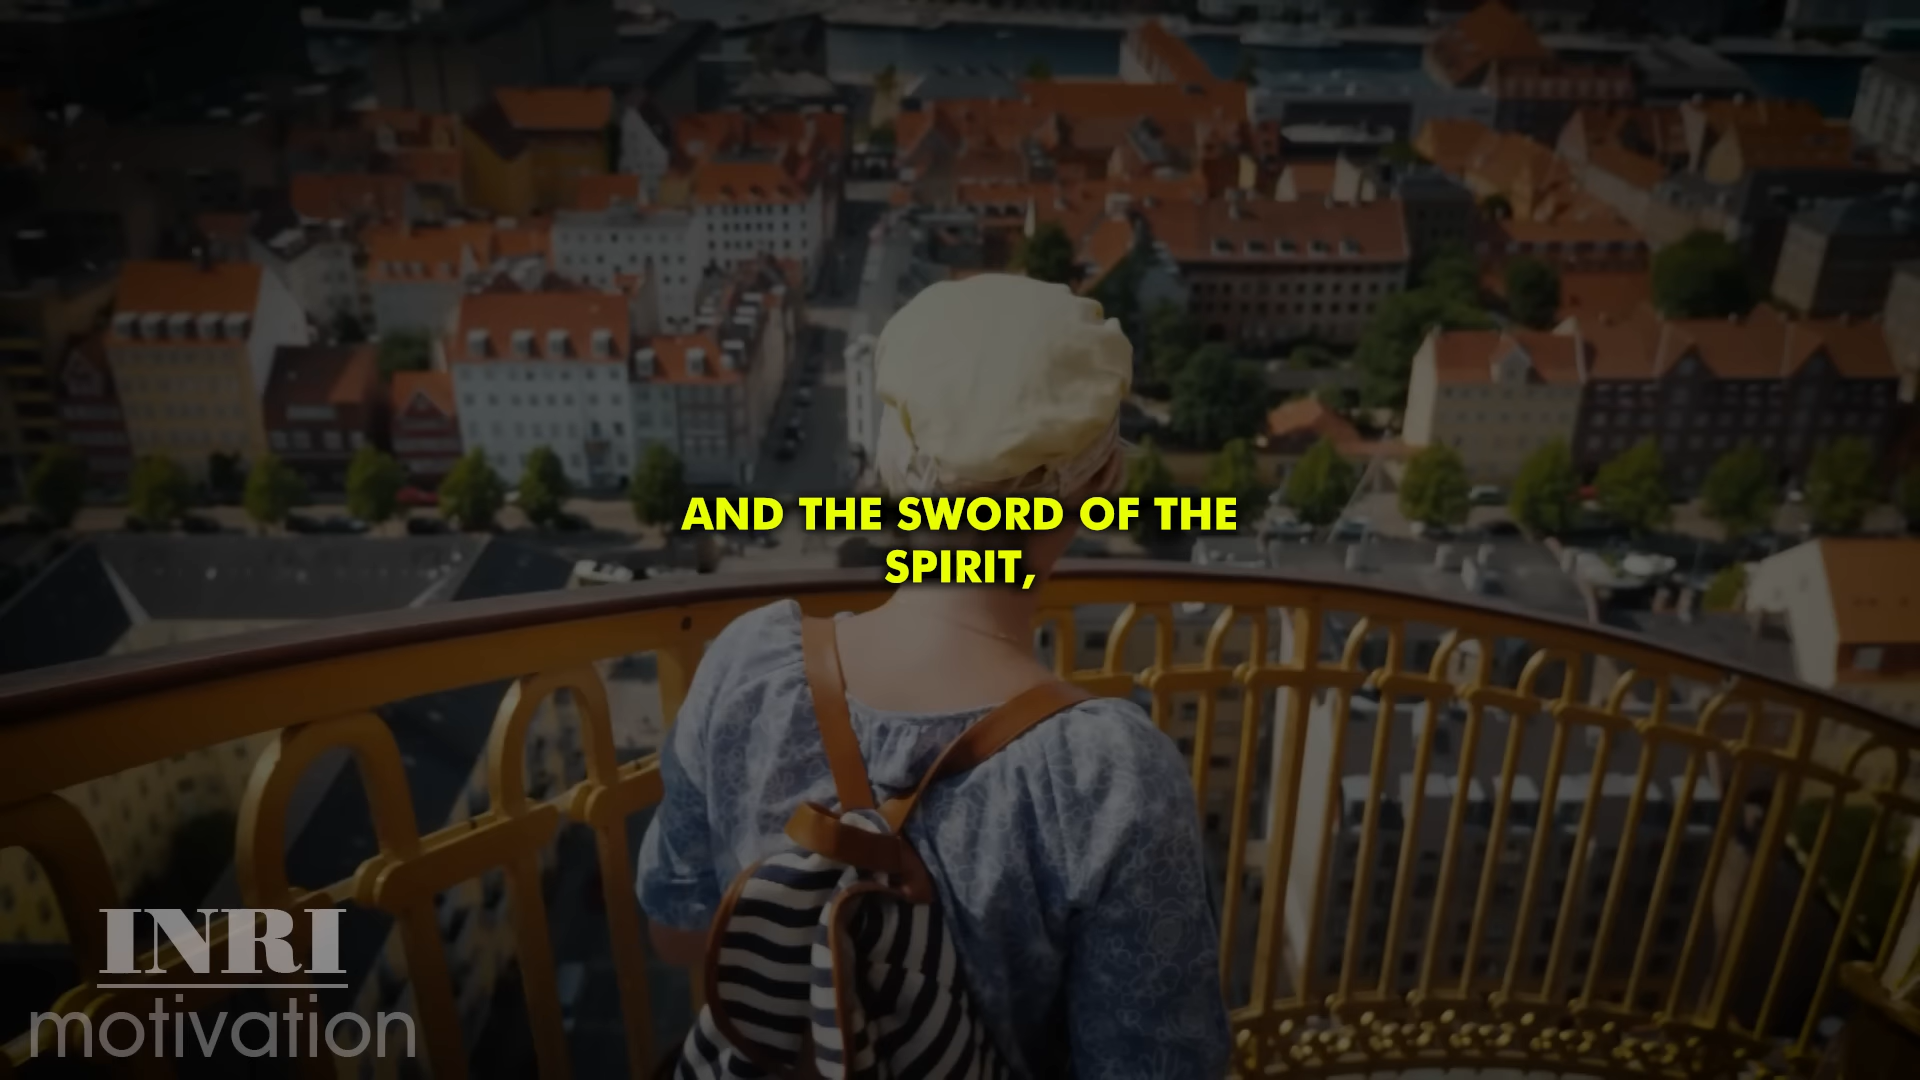 AND THE SWORD OF THE
SPIRIT,
INRI
motivation